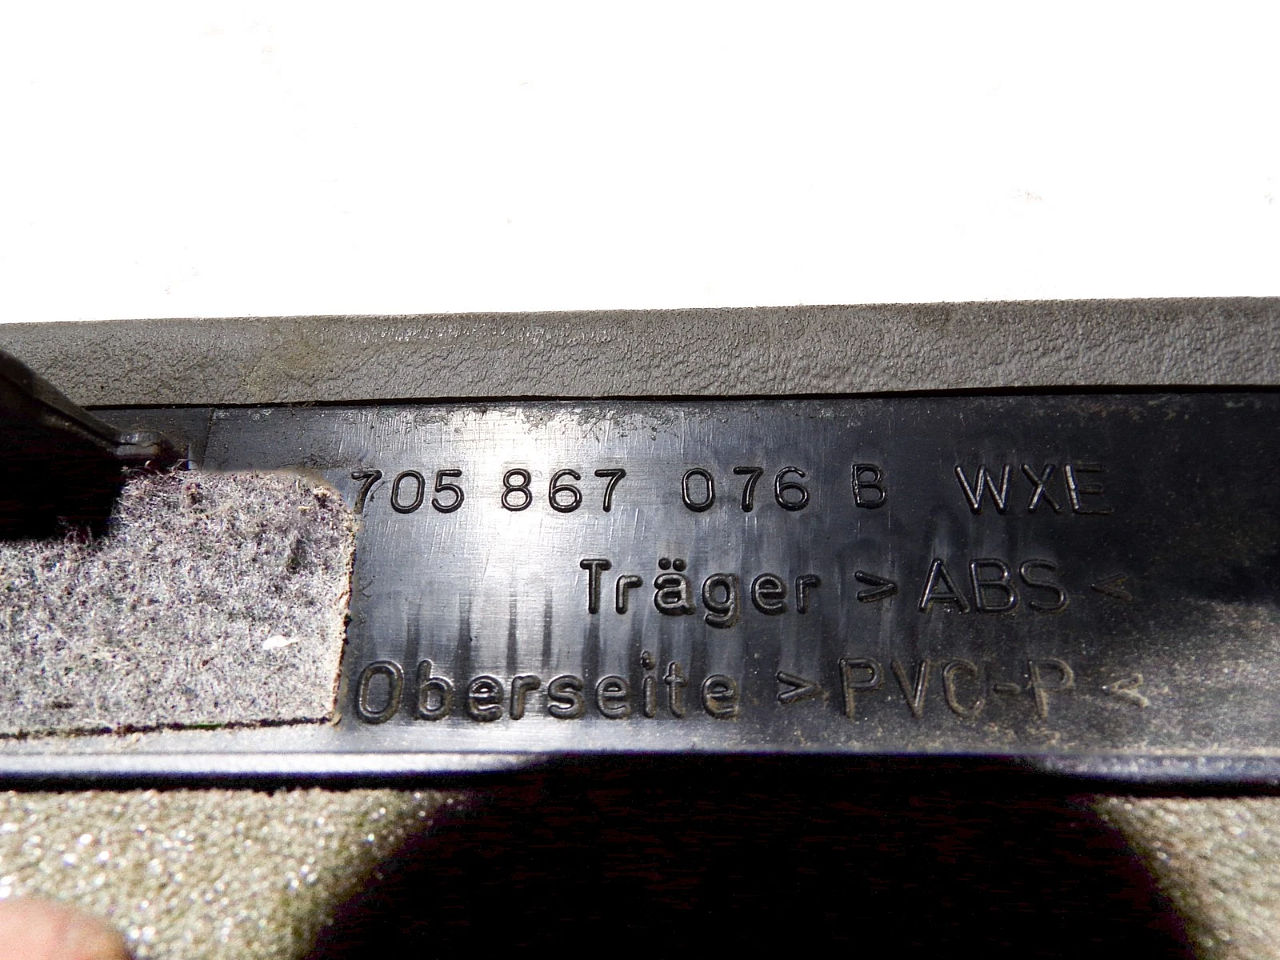 705 867 076 B WXE
Träger >ABS<
Oberseite >PVC-P<